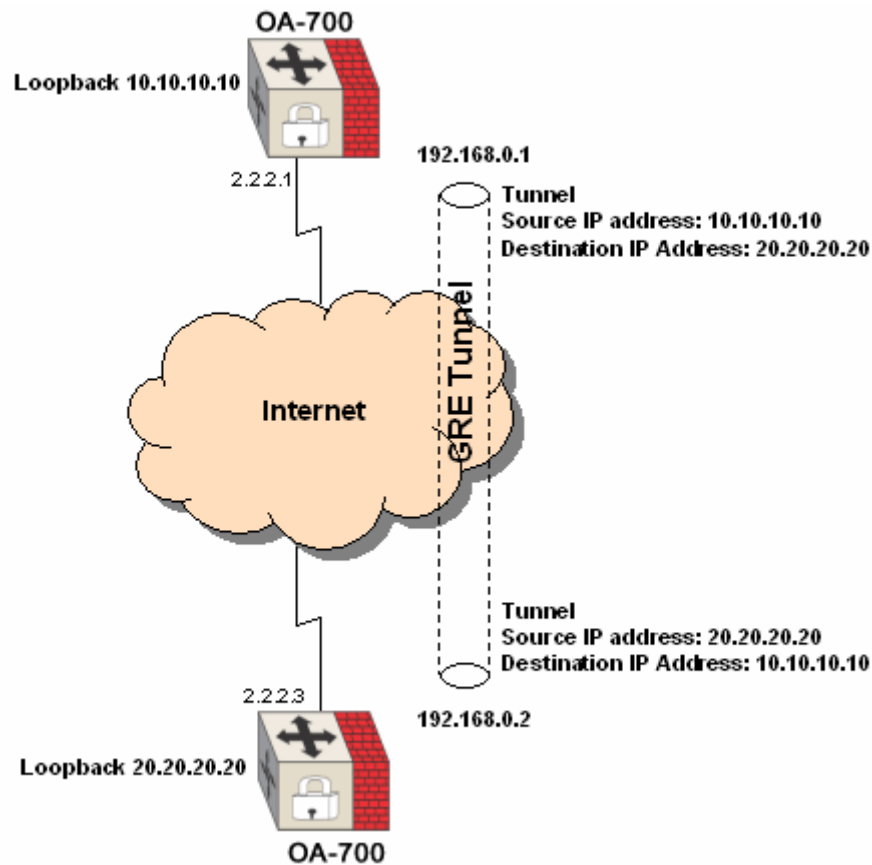 OA-700
Loopback 10.10.10.10
2.2.2.1
192.168.0.1
Tunnel
Source IP address: 10.10.10.10
Destination IP Address: 20.20.20.20
GRE Tunnel
Internet
Tunnel
Source IP address: 20.20.20.20
Destination IP Address: 10.10.10.10
2.2.2.3
192.168.0.2
Loopback 20.20.20.20
OA-700